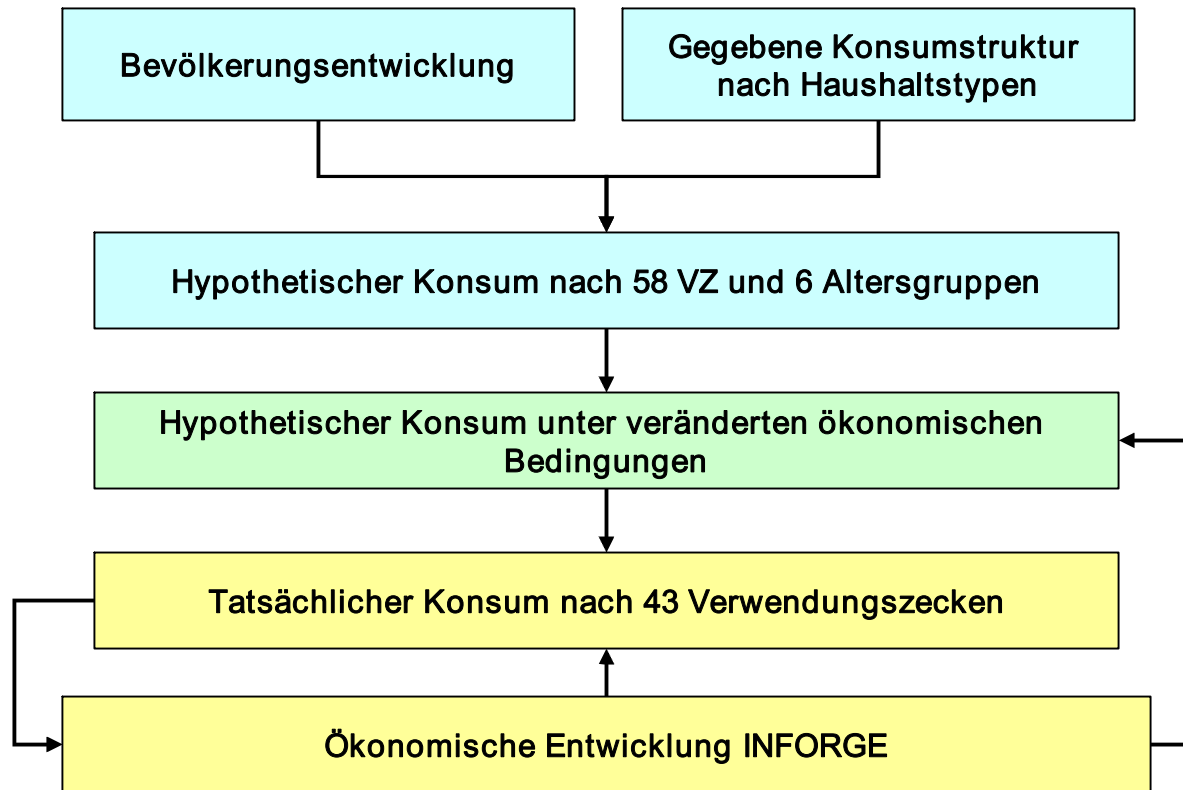 Bevölkerungsentwicklung
Gegebene Konsumstruktur
nach Haushaltstypen
Hypothetischer Konsum nach 58 VZ und 6 Altersgruppen
Hypothetischer Konsum unter veränderten ökonomischen
Bedingungen
Tatsächlicher Konsum nach 43 Verwendungszecken
Ökonomische Entwicklung INFORGE